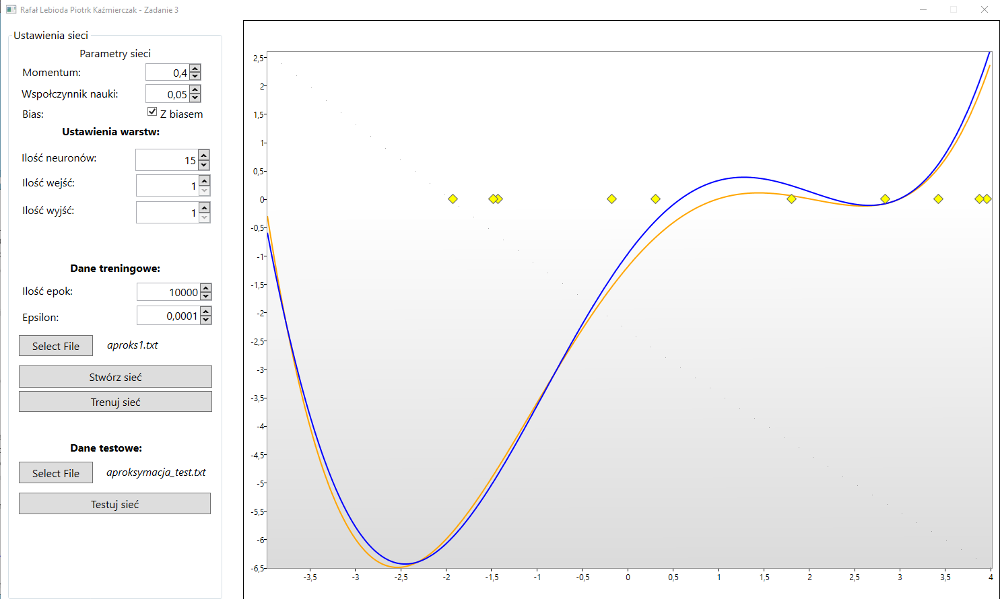 Rafał Lebioda Piotrk Kaźmierczak - Zadanie 3
Ustawienia sieci
Parametry sieci
Momentum: 0,4
Wspołczynnik nauki: 0,05
Bias: Z biasem
Ustawienia warstw:
Ilość neuronów: 15
Ilość wejść: 1
Ilość wyjść: 1
Dane treningowe:
Ilość epok: 10000
Epsilon: 0,0001
Select File aproks1.txt
Stwórz sieć
Trenuj sieć
Dane testowe:
Select File aproksymacja_test.txt
Testuj sieć
2,5
2
1,5
1
0,5
0
-0,5
-1
-1,5
-2
-2,5
-3
-3,5
-4
-4,5
-5
-5,5
-6
-6,5
-3,5 -3 -2,5 -2 -1,5 -1 -0,5 0 0,5 1 1,5 2 2,5 3 3,5 4